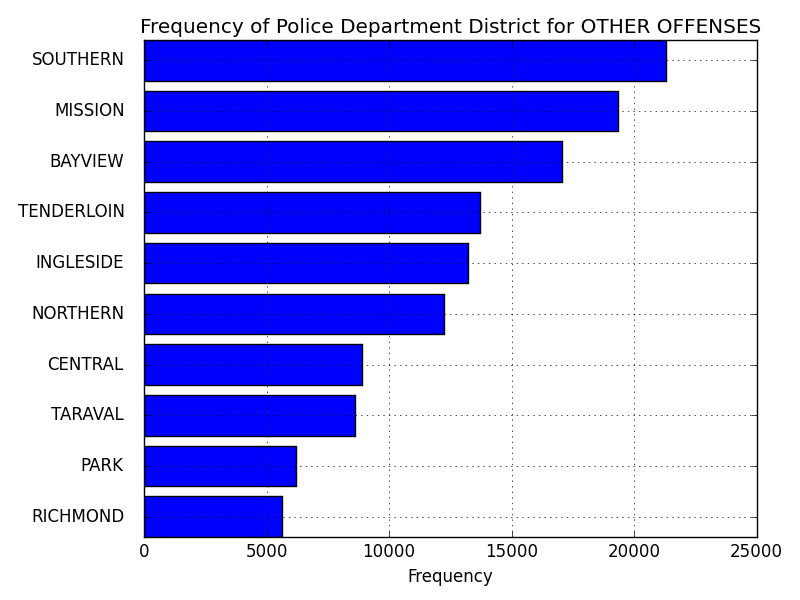 Frequency of Police Department District for OTHER OFFENSES
SOUTHERN
MISSION
BAYVIEW
TENDERLOIN
INGLESIDE
NORTHERN
CENTRAL
TARAVAL
PARK
RICHMOND
0 5000 10000 15000 20000 25000
Frequency